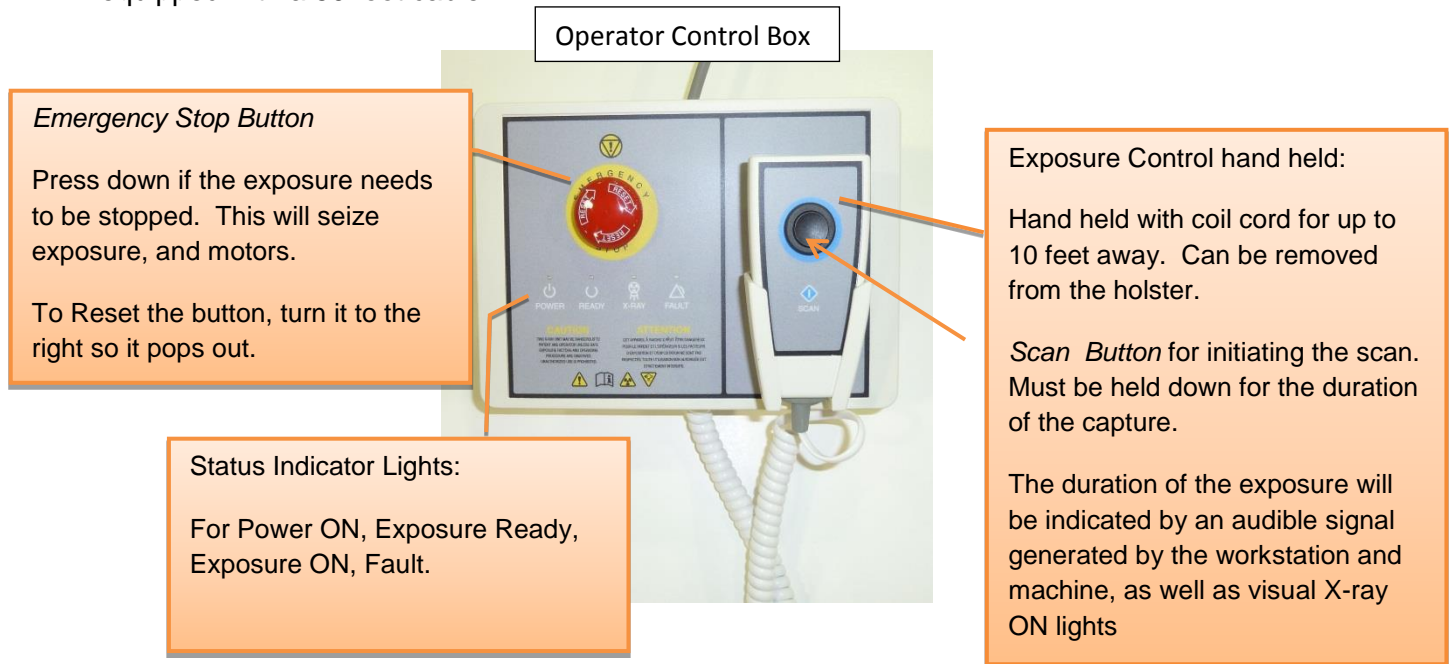 Operator Control Box
Emergency Stop Button
Press down if the exposure needs
to be stopped. This will seize
exposure, and motors.
To Reset the button, turn it to the
right so it pops out.
Status Indicator Lights:
For Power ON, Exposure Ready,
Exposure ON, Fault.
EMERGENCY
RESET RESET RESET
STOP
POWER READY X-RAY FAULT
CAUTION ATTENTION
SCAN
Exposure Control hand held:
Hand held with coil cord for up to
10 feet away. Can be removed
from the holster.
Scan Button for initiating the scan.
Must be held down for the duration
of the capture.
The duration of the exposure will
be indicated by an audible signal
generated by the workstation and
machine, as well as visual X-ray
ON lights